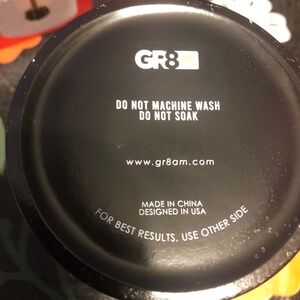 GR8
DO NOT MACHINE WASH
DO NOT SOAK
www.gr8am.com
MADE IN CHINA
DESIGNED IN USA
FOR BEST RESULTS, USE OTHER SIDE